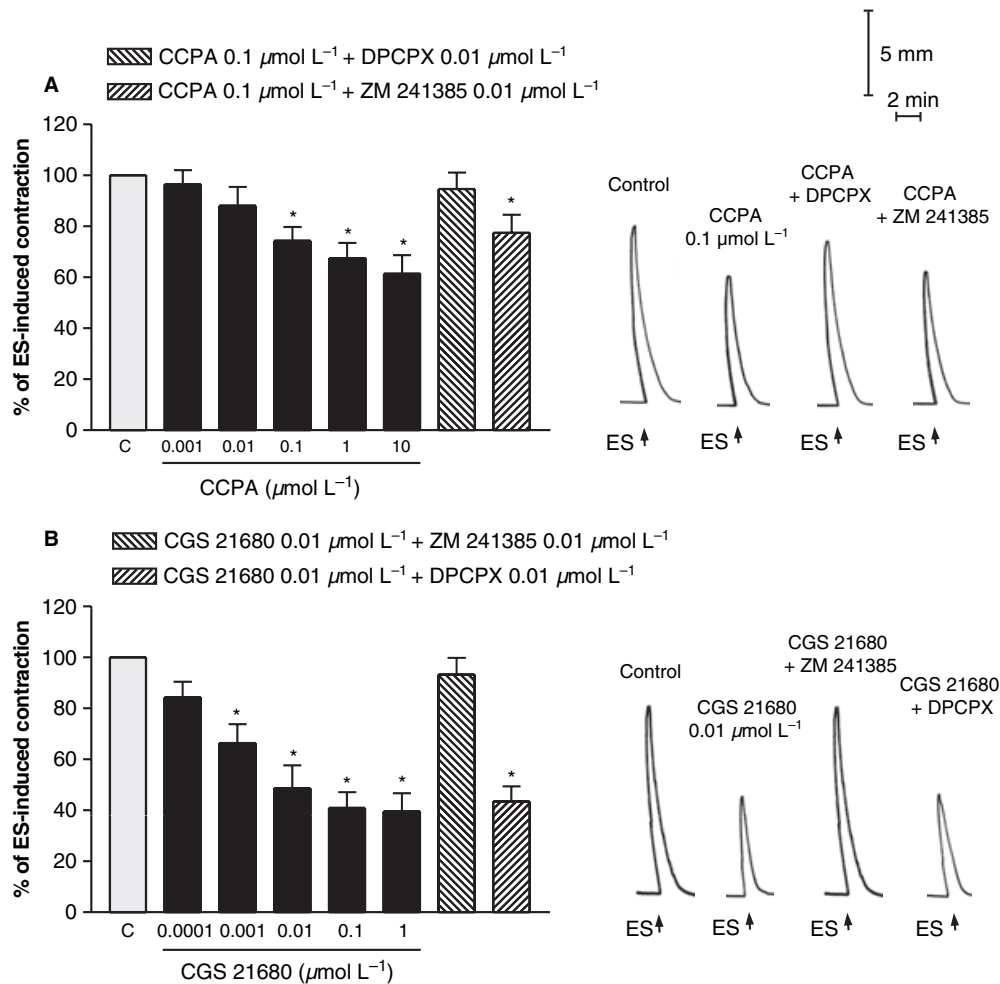 5 mm
2 min
CCPA 0.1 µmol L⁻¹ + DPCPX 0.01 µmol L⁻¹
CCPA 0.1 µmol L⁻¹ + ZM 241385 0.01 µmol L⁻¹
A
% of ES-induced contraction
120
100
80
60
40
20
0
* * * *
C 0.001 0.01 0.1 1 10
CCPA (µmol L⁻¹)
Control
CCPA
0.1 µmol L⁻¹
CCPA
+ DPCPX
CCPA
+ ZM 241385
ES ES ES ES
B
CGS 21680 0.01 µmol L⁻¹ + ZM 241385 0.01 µmol L⁻¹
CGS 21680 0.01 µmol L⁻¹ + DPCPX 0.01 µmol L⁻¹
% of ES-induced contraction
120
100
80
60
40
20
0
* * * * *
C 0.0001 0.001 0.01 0.1 1
CGS 21680 (µmol L⁻¹)
Control
CGS 21680
0.01 µmol L⁻¹
CGS 21680
+ ZM 241385
CGS 21680
+ DPCPX
ES ES ES ES